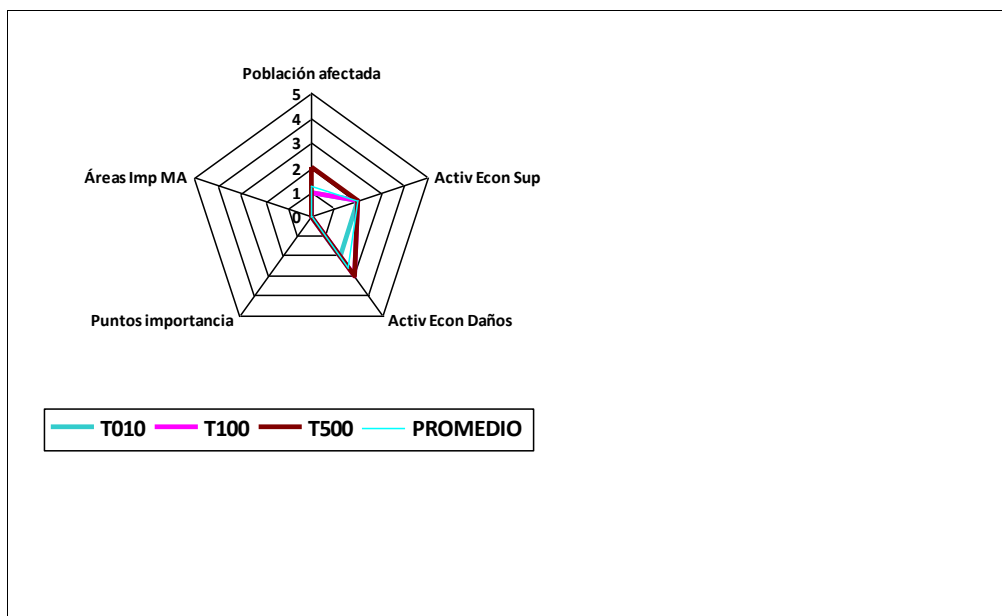 Población afectada
5
4
3
2
1
0
Áreas Imp MA
Activ Econ Sup
Puntos importancia
Activ Econ Daños
T010 T100 T500 PROMEDIO